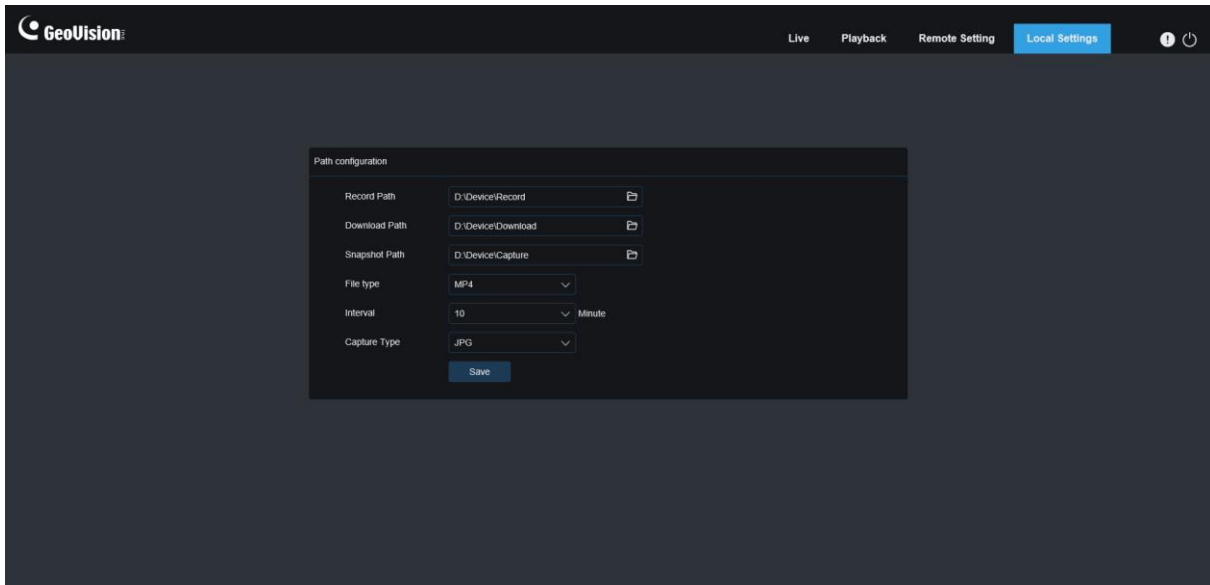 GeoVision
Live Playback Remote Setting Local Settings
Path configuration
Record Path D:\Device\Record
Download Path D:\Device\Download
Snapshot Path D:\Device\Capture
File type MP4
Interval 10 Minute
Capture Type JPG
Save